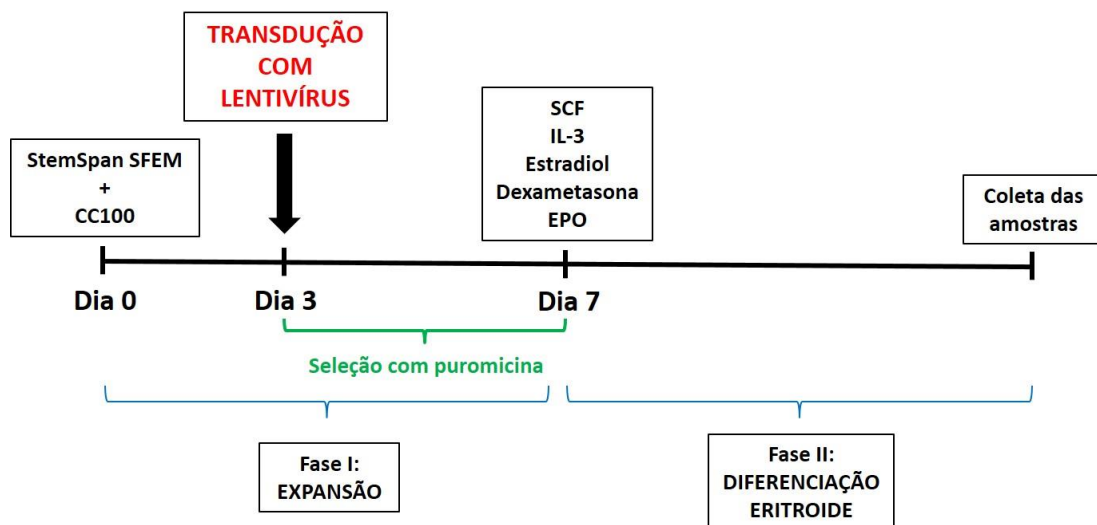 TRANSDUÇÃO
COM
LENTIVÍRUS
StemSpan SFEM
+
CC100
SCF
IL-3
Estradiol
Dexametasona
EPO
Coleta das
amostras
Dia 0
Dia 3
Dia 7
Seleção com puromicina
Fase I:
EXPANSÃO
Fase II:
DIFERENCIAÇÃO
ERITROIDE